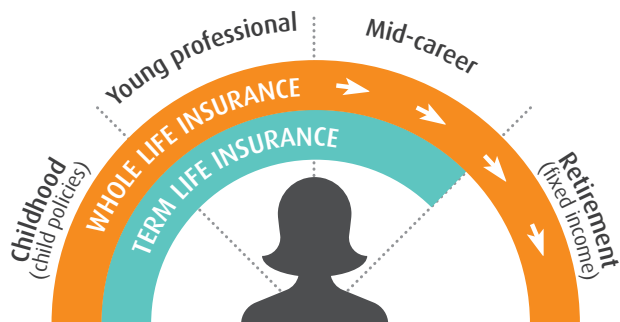 Young professional
Mid-career
Childhood
(child policies)
WHOLE LIFE INSURANCE
TERM LIFE INSURANCE
Retirement
(fixed income)